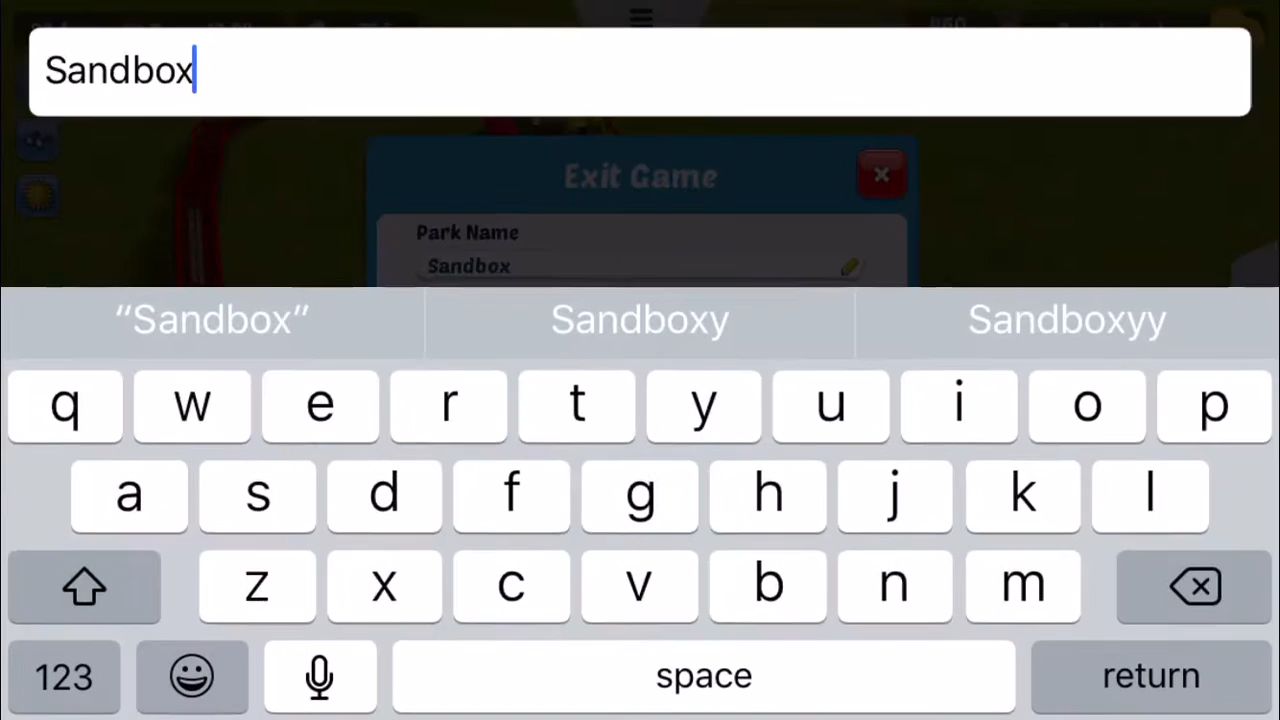 Sandbox
Exit Game
Park Name
Sandbox
“Sandbox” Sandboxy Sandboxyy
q w e r t y u i o p
a s d f g h j k l
z x c v b n m
123 space return